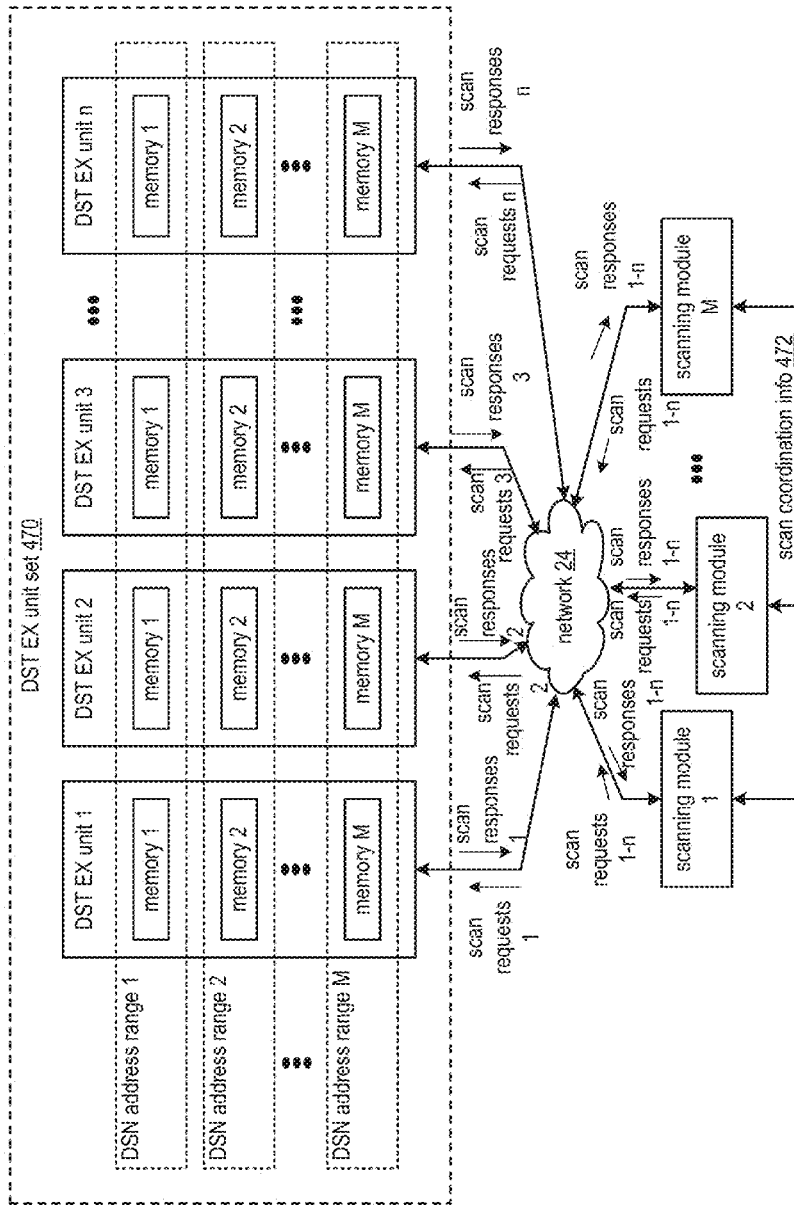 DST EX unit set 470
DST EX unit 1
memory 1
memory 2
memory M
DST EX unit 2
memory 1
memory 2
memory M
DST EX unit 3
memory 1
memory 2
memory M
DST EX unit n
memory 1
memory 2
memory M
DSN address range 1
DSN address range 2
DSN address range M
scan
requests
1
scan
responses
1
scan
requests
2
scan
responses
2
scan
requests 3
scan
responses
3
scan
requests n
scan
responses
n
network 24
scan
requests
1-n
scan
responses
1-n
scan
requests
1-n
scan
responses
1-n
scan
requests
1-n
scan
responses
1-n
scanning module
1
scanning module
2
scanning module
M
scan coordination info 472